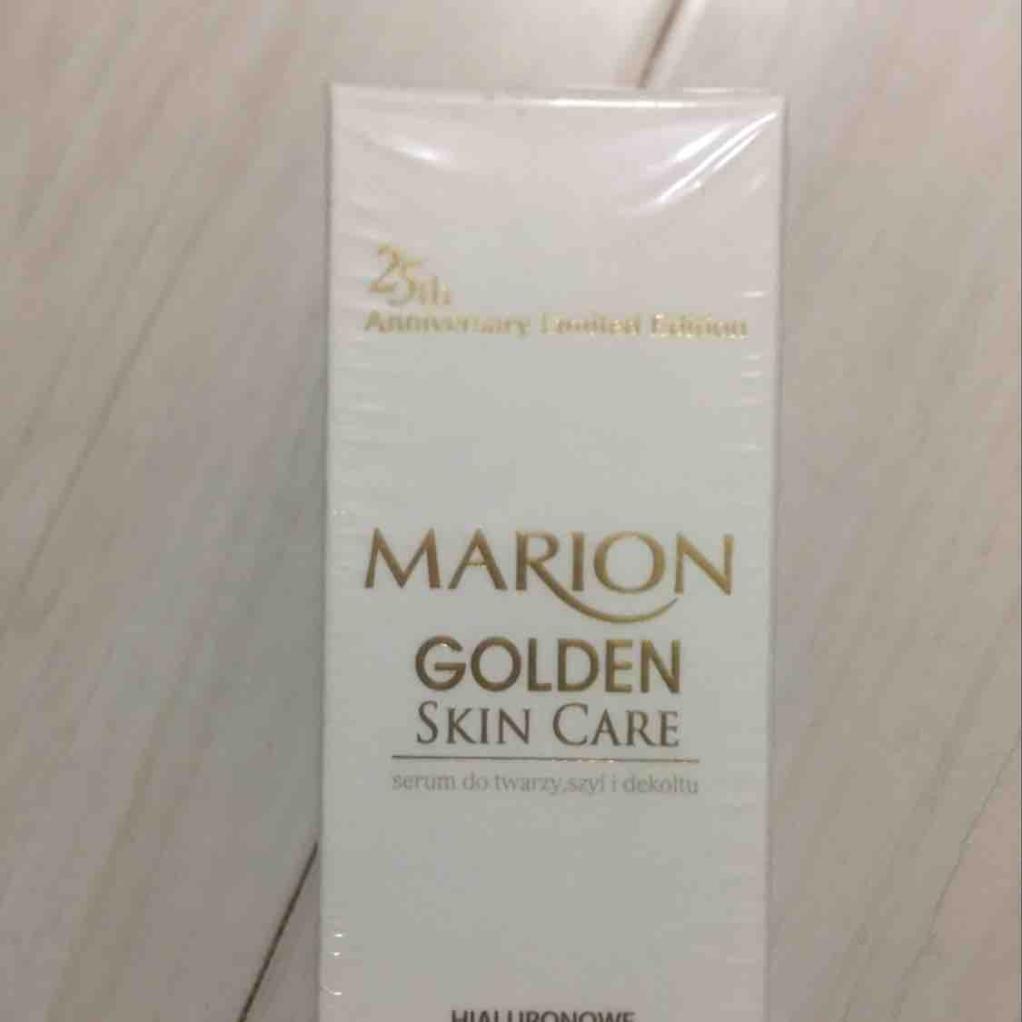 25th
Anniversary Limited Edition
MARION
GOLDEN
SKIN CARE
serum do twarzy,szyi i dekoltu
HIALURONOWE